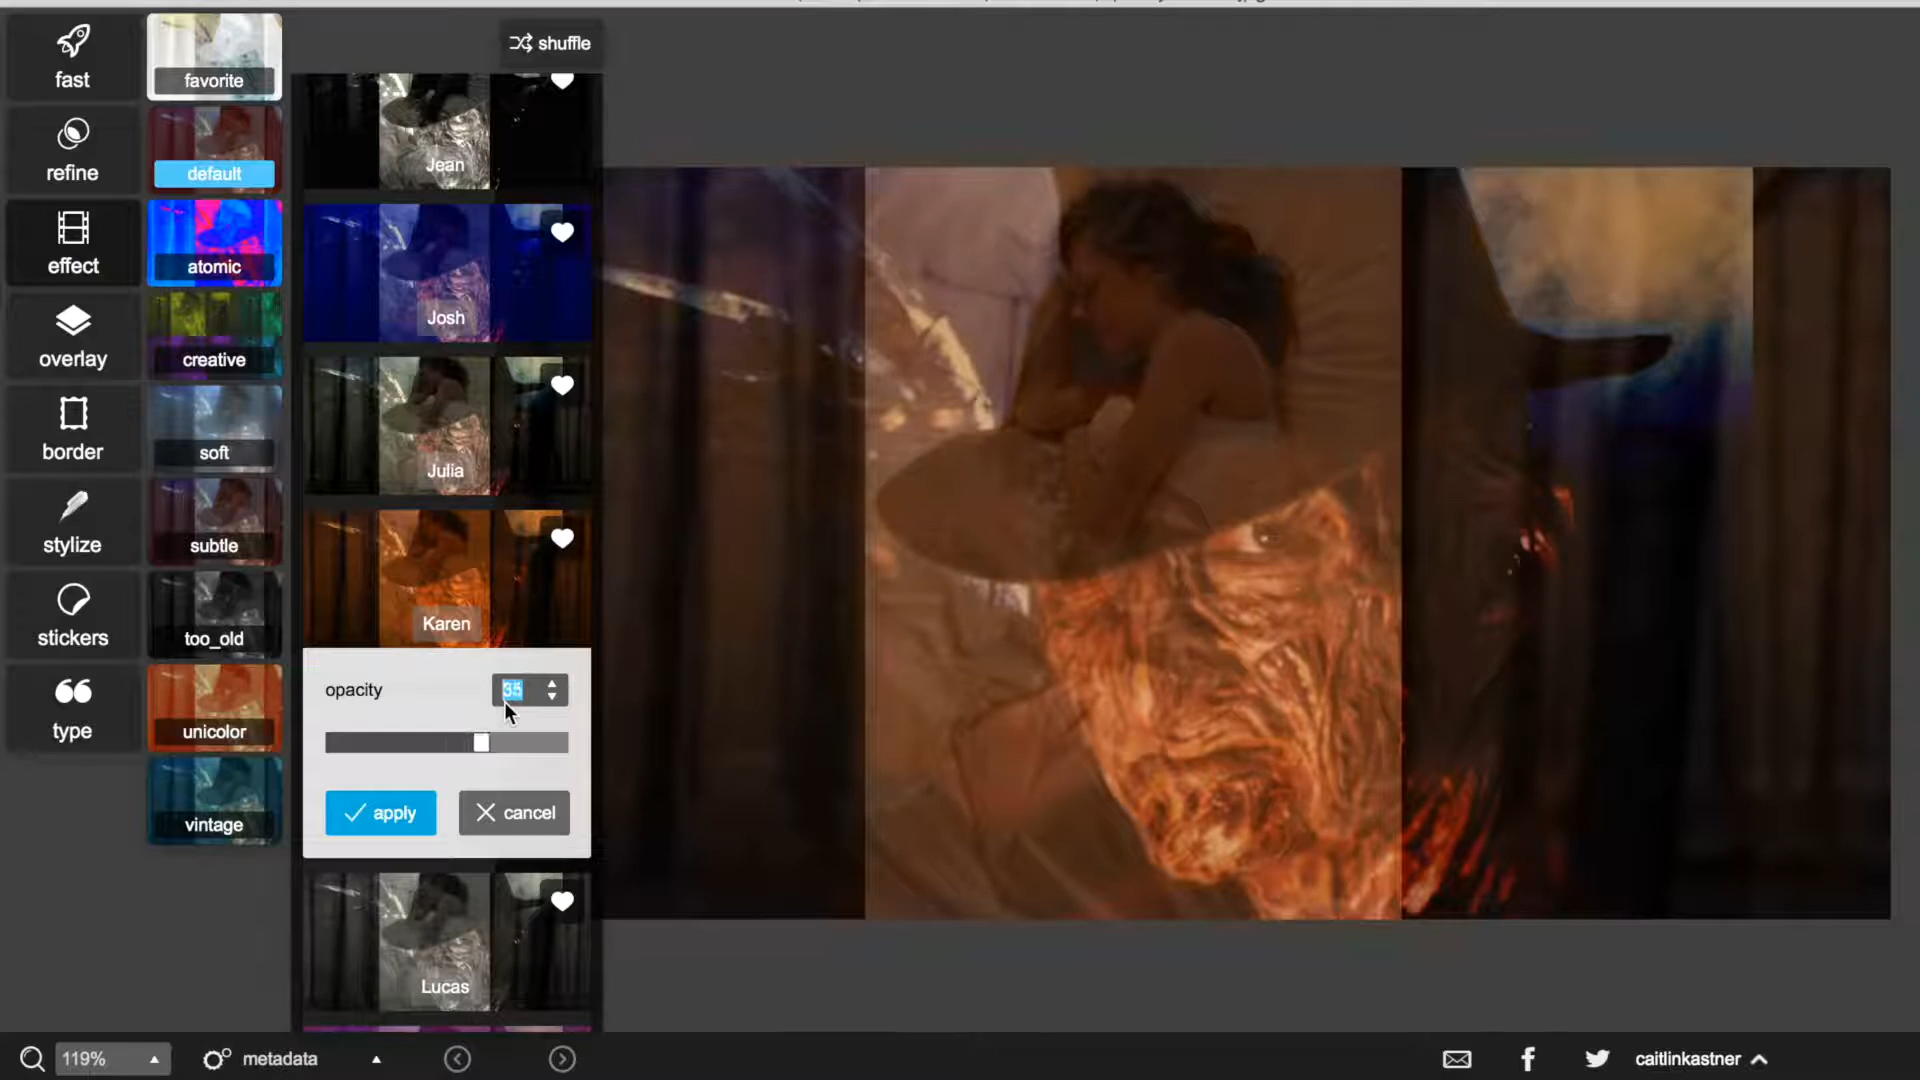 shuffle
fast
refine
effect
overlay
border
stylize
stickers
type
favorite
default
atomic
creative
soft
subtle
too_old
unicolor
vintage
Jean
Josh
Julia
Karen
opacity
35
apply
cancel
Lucas
119%
metadata
caitlinkastner